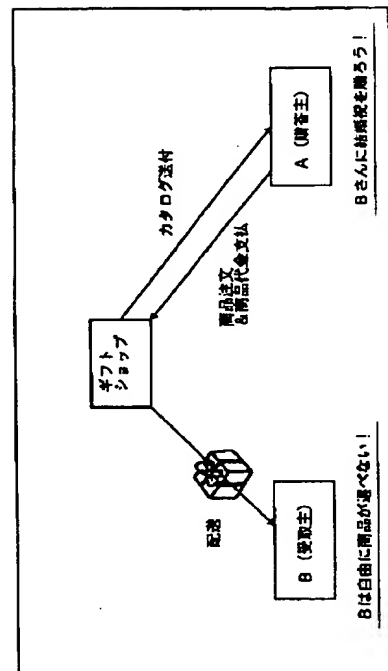 ギフト
ショップ
カタログ送付
商品注文
&商品代金支払
配送
B (受取主)
A (贈答主)
Bは自由に商品が選べない!
Bさんに結婚祝を贈ろう!